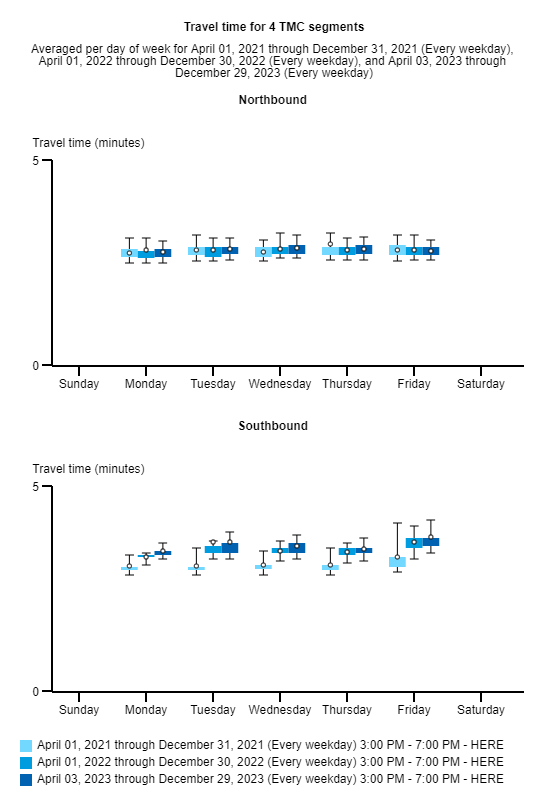 Travel time for 4 TMC segments
Averaged per day of week for April 01, 2021 through December 31, 2021 (Every weekday),
April 01, 2022 through December 30, 2022 (Every weekday), and April 03, 2023 through
December 29, 2023 (Every weekday)
Northbound
Travel time (minutes)
5
0
Sunday Monday Tuesday Wednesday Thursday Friday Saturday
Southbound
Travel time (minutes)
5
0
Sunday Monday Tuesday Wednesday Thursday Friday Saturday
April 01, 2021 through December 31, 2021 (Every weekday) 3:00 PM - 7:00 PM - HERE
April 01, 2022 through December 30, 2022 (Every weekday) 3:00 PM - 7:00 PM - HERE
April 03, 2023 through December 29, 2023 (Every weekday) 3:00 PM - 7:00 PM - HERE